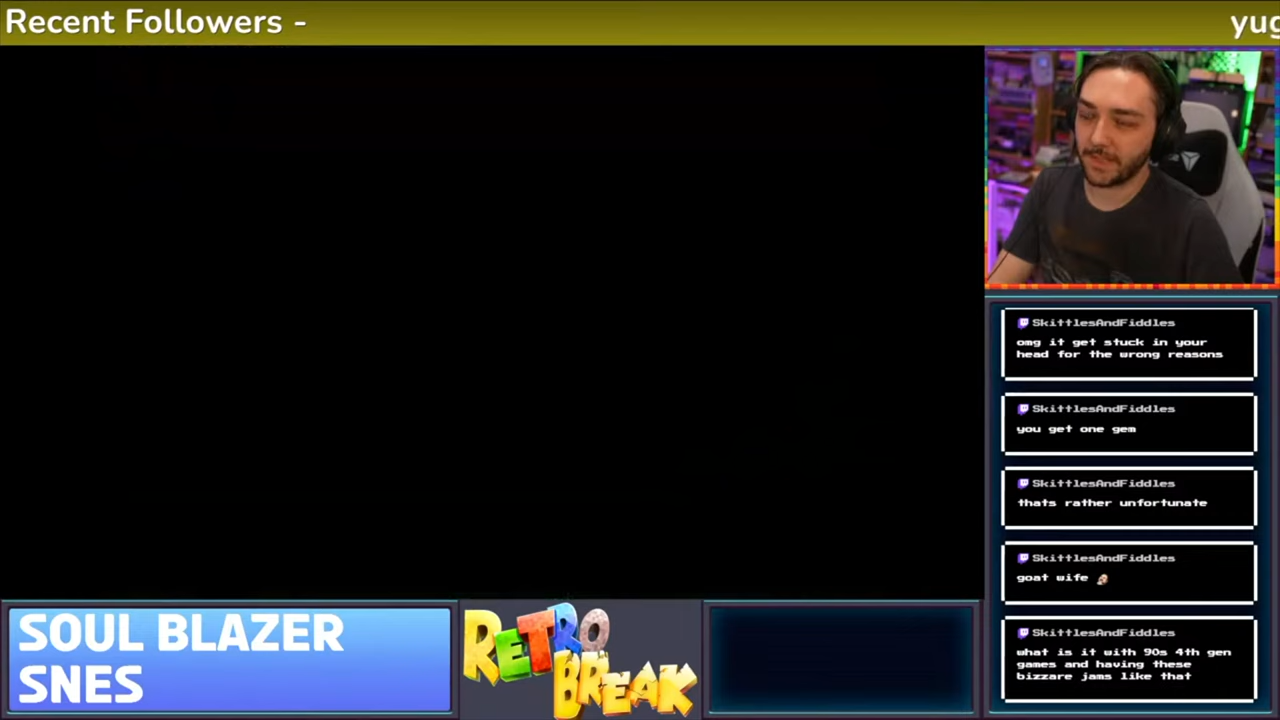 Recent Followers -
yug
SkittlesAndFiddles
omg it get stuck in your
head for the wrong reasons
SkittlesAndFiddles
you get one gem
SkittlesAndFiddles
thats rather unfortunate
SkittlesAndFiddles
goat wife
SkittlesAndFiddles
what is it with 90s 4th gen
games and having these
bizzare jams like that
SOUL BLAZER
SNES
RETRO
BREAK